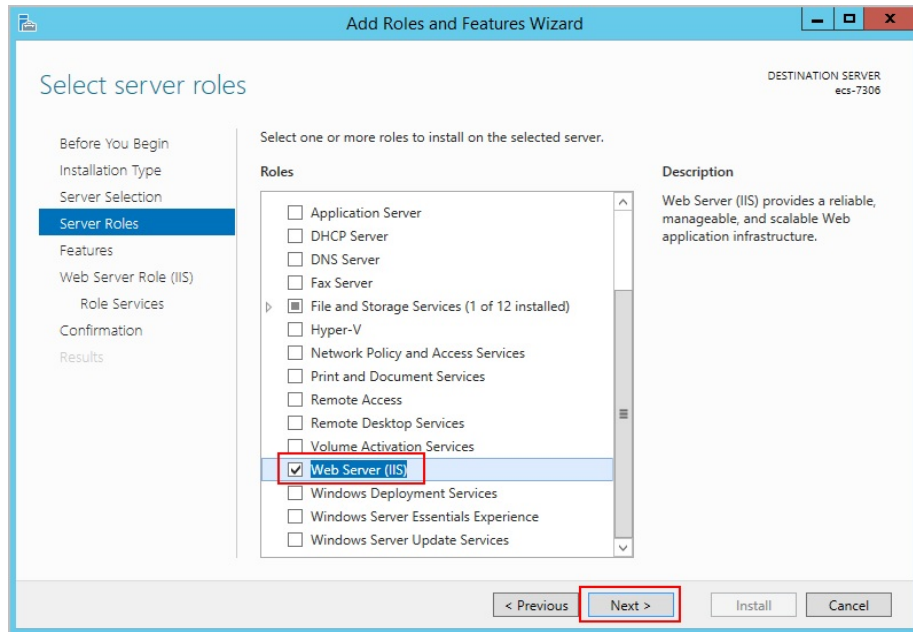 Add Roles and Features Wizard
Select server roles
DESTINATION SERVER
ecs-7306
Before You Begin
Installation Type
Server Selection
Server Roles
Features
Web Server Role (IIS)
Role Services
Confirmation
Results
Select one or more roles to install on the selected server.
Roles
Application Server
DHCP Server
DNS Server
Fax Server
File and Storage Services (1 of 12 installed)
Hyper-V
Network Policy and Access Services
Print and Document Services
Remote Access
Remote Desktop Services
Volume Activation Services
Web Server (IIS)
Windows Deployment Services
Windows Server Essentials Experience
Windows Server Update Services
Description
Web Server (IIS) provides a reliable,
manageable, and scalable Web
application infrastructure.
< Previous
Next >
Install
Cancel